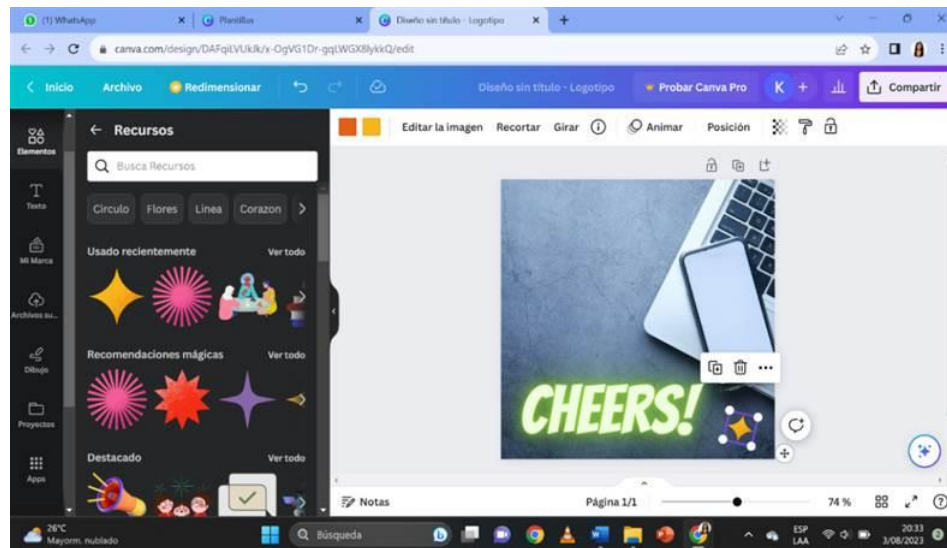 (1) WhatsApp
Plantillas
Diseño sin título - Logotipo
canva.com/design/DAFqiLVUkJk/x-OgVG1Dr-gqLWGX8lykkQ/edit
Inicio Archivo Redimensionar Diseño sin título - Logotipo Probar Canva Pro K + Compartir
Elementos
Texto
Mi Marca
Archivos su...
Dibujo
Proyectos
Apps
Recursos
Busca Recursos
Circulo Flores Linea Corazon
Usado recientemente Ver todo
Recomendaciones mágicas Ver todo
Destacado Ver todo
Editar la imagen Recortar Girar Animar Posición
CHEERS!
Notas Página 1/1 74 %
26°C
Mayorm. nublado
Búsqueda
ESP
LAA
20:33
3/08/2023